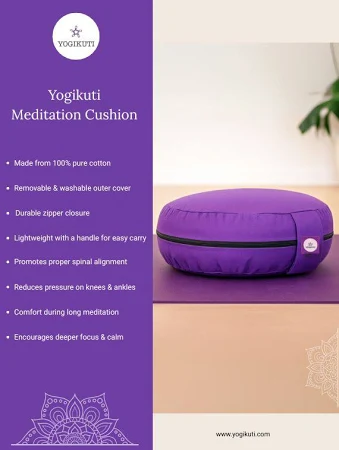 YOGIKUTI
Yogikuti
Meditation Cushion
• Made from 100% pure cotton
• Removable & washable outer cover
• Durable zipper closure
• Lightweight with a handle for easy carry
• Promotes proper spinal alignment
• Reduces pressure on knees & ankles
• Comfort during long meditation
• Encourages deeper focus & calm
www.yogikuti.com